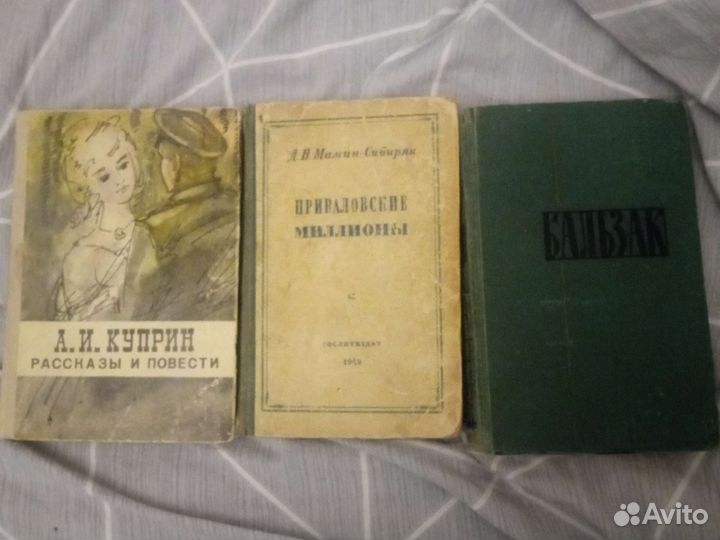 А. И. КУПРИН
РАССКАЗЫ И ПОВЕСТИ
Д Н Мамин-Сибиряк
ПРИВАЛОВСКИЕ
МИЛЛИОНЫ
ГОСЛИТИЗДАТ
БАЛЬЗАК
Avito